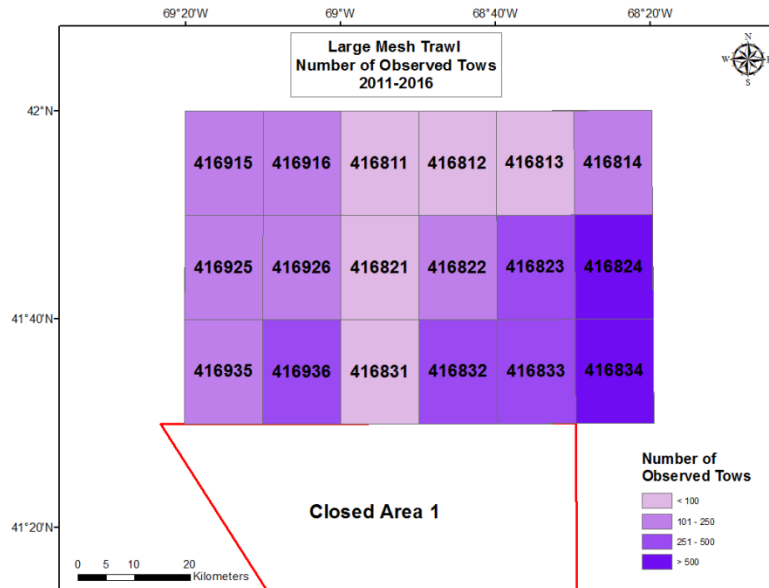 69°20'W 69°0'W 68°40'W 68°20'W
Large Mesh Trawl
Number of Observed Tows
2011-2016
N
W E
S
42°N
416915 416916 416811 416812 416813 416814
416925 416926 416821 416822 416823 416824
41°40'N
416935 416936 416831 416832 416833 416834
Closed Area 1
41°20'N
Number of
Observed Tows
< 100
101 - 250
251 - 500
> 500
0 5 10 20
Kilometers